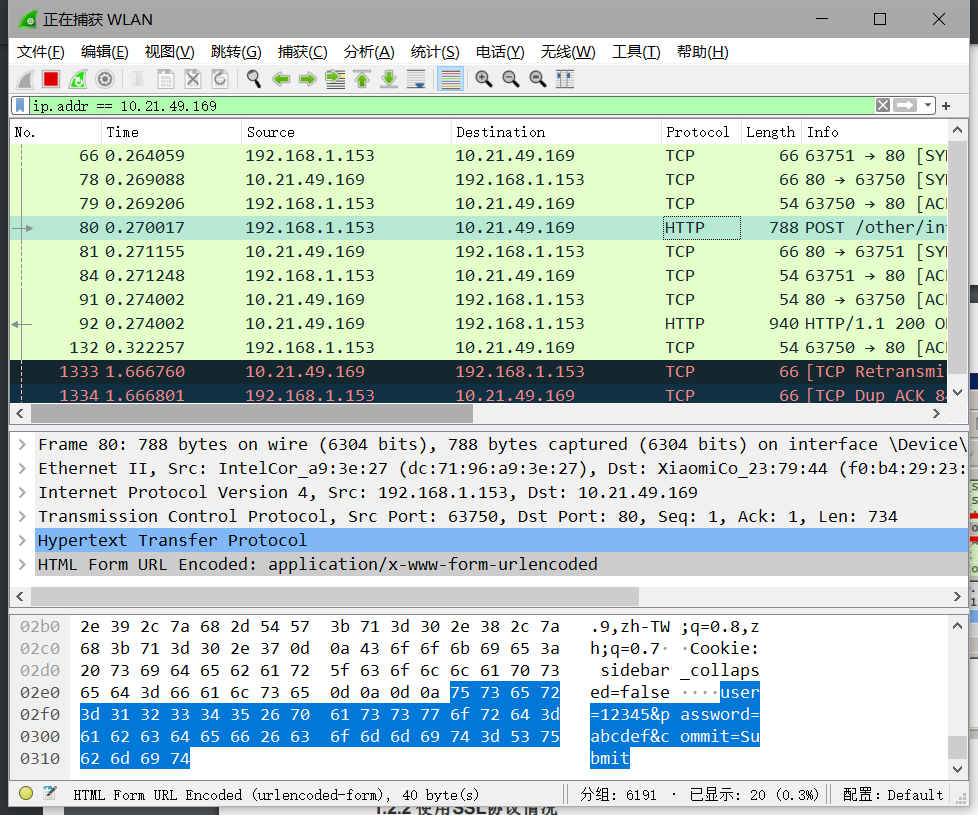 正在捕获 WLAN
文件(F) 编辑(E) 视图(V) 跳转(G) 捕获(C) 分析(A) 统计(S) 电话(Y) 无线(W) 工具(T) 帮助(H)
ip.addr == 10.21.49.169
No. Time Source Destination Protocol Length Info
66 0.264059 192.168.1.153 10.21.49.169 TCP 66 63751 → 80 [SY
78 0.269088 10.21.49.169 192.168.1.153 TCP 66 80 → 63750 [SY
79 0.269206 192.168.1.153 10.21.49.169 TCP 54 63750 → 80 [AC
80 0.270017 192.168.1.153 10.21.49.169 HTTP 788 POST /other/in
81 0.271155 10.21.49.169 192.168.1.153 TCP 66 80 → 63751 [SY
84 0.271248 192.168.1.153 10.21.49.169 TCP 54 63751 → 80 [AC
91 0.274002 10.21.49.169 192.168.1.153 TCP 54 80 → 63750 [AC
92 0.274002 10.21.49.169 192.168.1.153 HTTP 940 HTTP/1.1 200 O
132 0.322257 192.168.1.153 10.21.49.169 TCP 54 63750 → 80 [AC
1333 1.666760 10.21.49.169 192.168.1.153 TCP 66 [TCP Retransmi
1334 1.666801 192.168.1.153 10.21.49.169 TCP 66 [TCP Dup ACK 8
Frame 80: 788 bytes on wire (6304 bits), 788 bytes captured (6304 bits) on interface \Device\
Ethernet II, Src: IntelCor_a9:3e:27 (dc:71:96:a9:3e:27), Dst: XiaomiCo_23:79:44 (f0:b4:29:23:
Internet Protocol Version 4, Src: 192.168.1.153, Dst: 10.21.49.169
Transmission Control Protocol, Src Port: 63750, Dst Port: 80, Seq: 1, Ack: 1, Len: 734
Hypertext Transfer Protocol
HTML Form URL Encoded: application/x-www-form-urlencoded
02b0 2e 39 2c 7a 68 2d 54 57 3b 71 3d 30 2e 38 2c 7a .9,zh-TW ;q=0.8,z
02c0 68 3b 71 3d 30 2e 37 0d 0a 43 6f 6f 6b 69 65 3a h;q=0.7· ·Cookie:
02d0 20 73 69 64 65 62 61 72 5f 63 6f 6c 6c 61 70 73 sidebar _collaps
02e0 65 64 3d 66 61 6c 73 65 0d 0a 0d 0a 75 73 65 72 ed=false ····user
02f0 3d 31 32 33 34 35 26 70 61 73 73 77 6f 72 64 3d =12345&p assword=
0300 61 62 63 64 65 66 26 63 6f 6d 6d 69 74 3d 53 75 abcdef&c ommit=Su
0310 62 6d 69 74 bmit
HTML Form URL Encoded (urlencoded-form), 40 byte(s) 分组: 6191 · 已显示: 20 (0.3%) 配置: Default
1.2.2 使用SSL协议情况